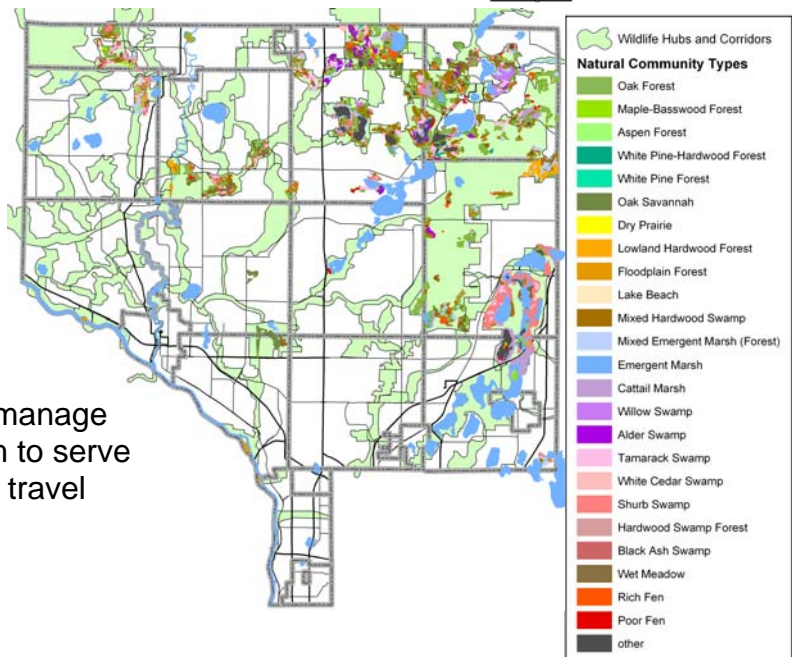 manage
to serve
travel
Wildlife Hubs and Corridors
Natural Community Types
Oak Forest
Maple-Basswood Forest
Aspen Forest
White Pine-Hardwood Forest
White Pine Forest
Oak Savannah
Dry Prairie
Lowland Hardwood Forest
Floodplain Forest
Lake Beach
Mixed Hardwood Swamp
Mixed Emergent Marsh (Forest)
Emergent Marsh
Cattail Marsh
Willow Swamp
Alder Swamp
Tamarack Swamp
White Cedar Swamp
Shurb Swamp
Hardwood Swamp Forest
Black Ash Swamp
Wet Meadow
Rich Fen
Poor Fen
other